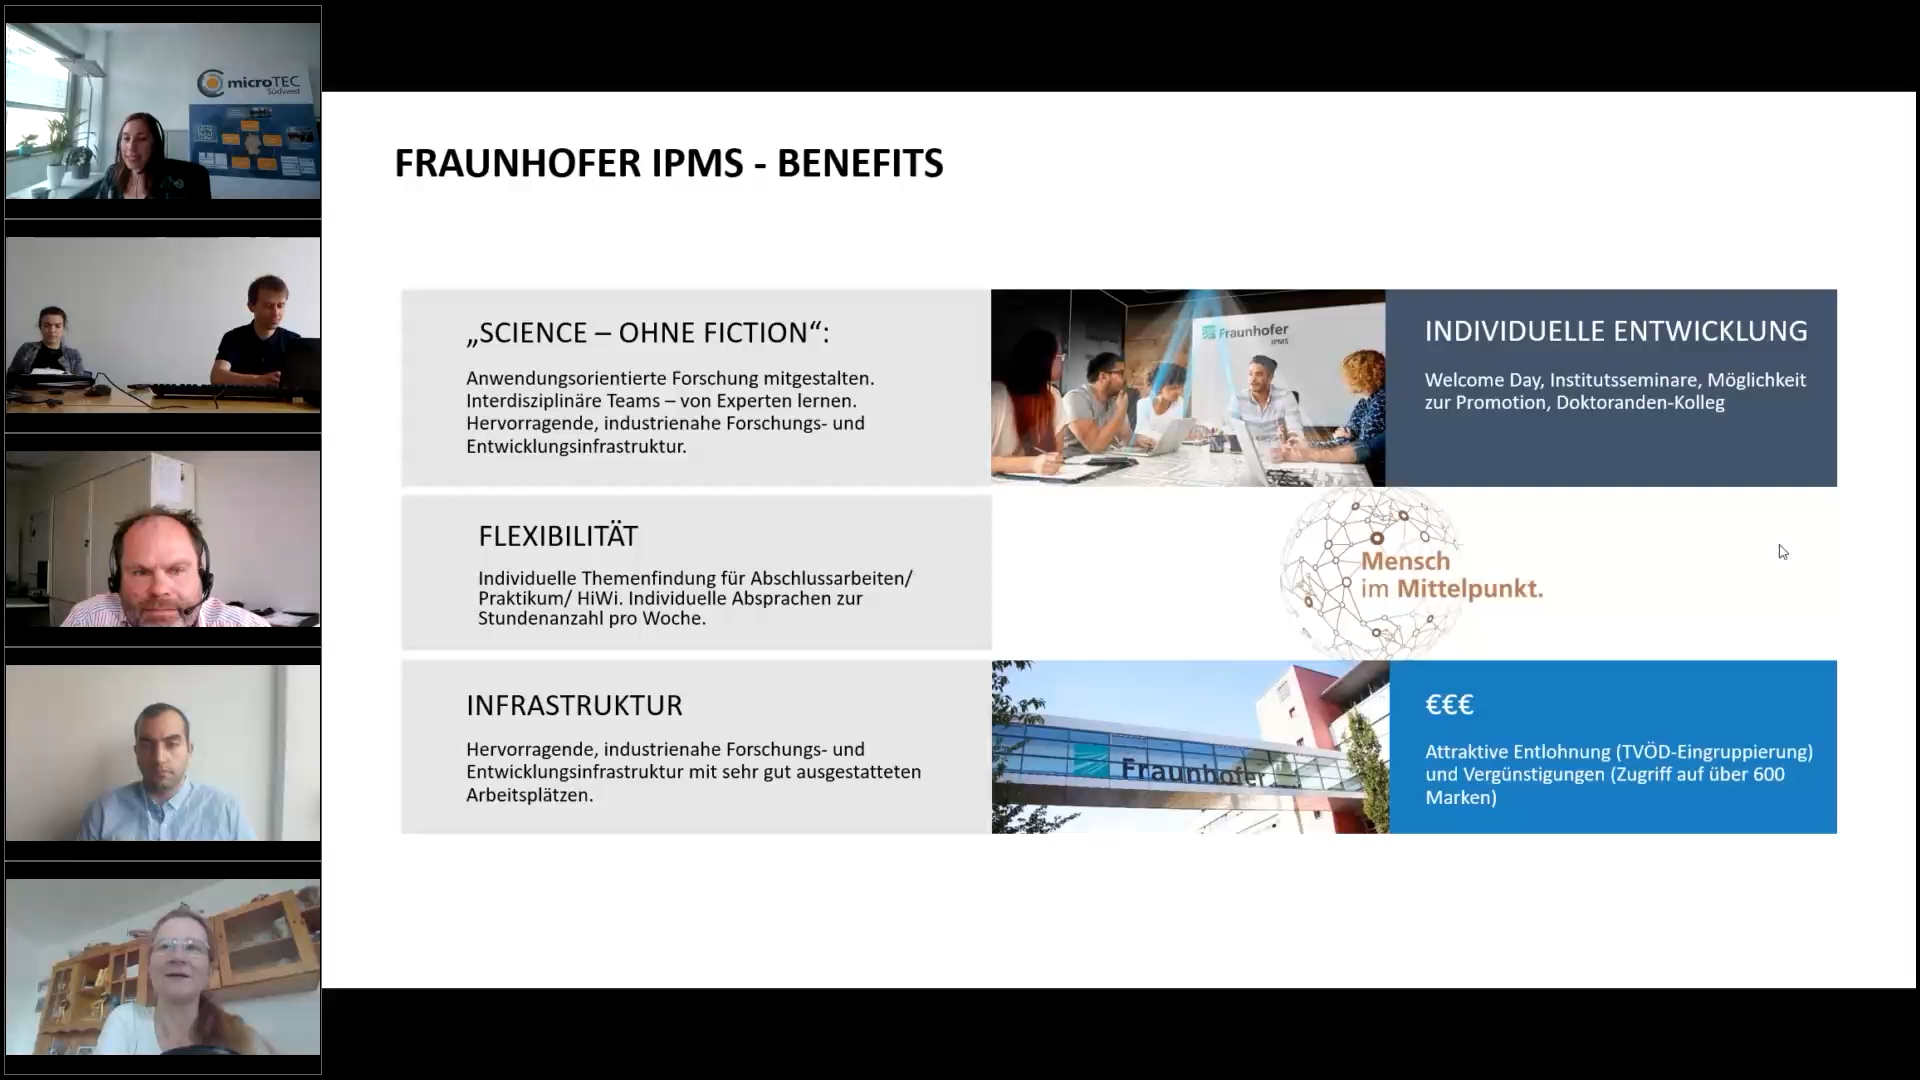 microTEC
Südwest
FRAUNHOFER IPMS - BENEFITS
„SCIENCE – OHNE FICTION“:
Anwendungsorientierte Forschung mitgestalten.
Interdisziplinäre Teams – von Experten lernen.
Hervorragende, industrienahe Forschungs- und
Entwicklungsinfrastruktur.
Fraunhofer
IPMS
INDIVIDUELLE ENTWICKLUNG
Welcome Day, Institutsseminare, Möglichkeit
zur Promotion, Doktoranden-Kolleg
FLEXIBILITÄT
Individuelle Themenfindung für Abschlussarbeiten/
Praktikum/ HiWi. Individuelle Absprachen zur
Stundenanzahl pro Woche.
Mensch
im Mittelpunkt.
INFRASTRUKTUR
Hervorragende, industrienahe Forschungs- und
Entwicklungsinfrastruktur mit sehr gut ausgestatteten
Arbeitsplätzen.
Fraunhofer
€€€
Attraktive Entlohnung (TVÖD-Eingruppierung)
und Vergünstigungen (Zugriff auf über 600
Marken)